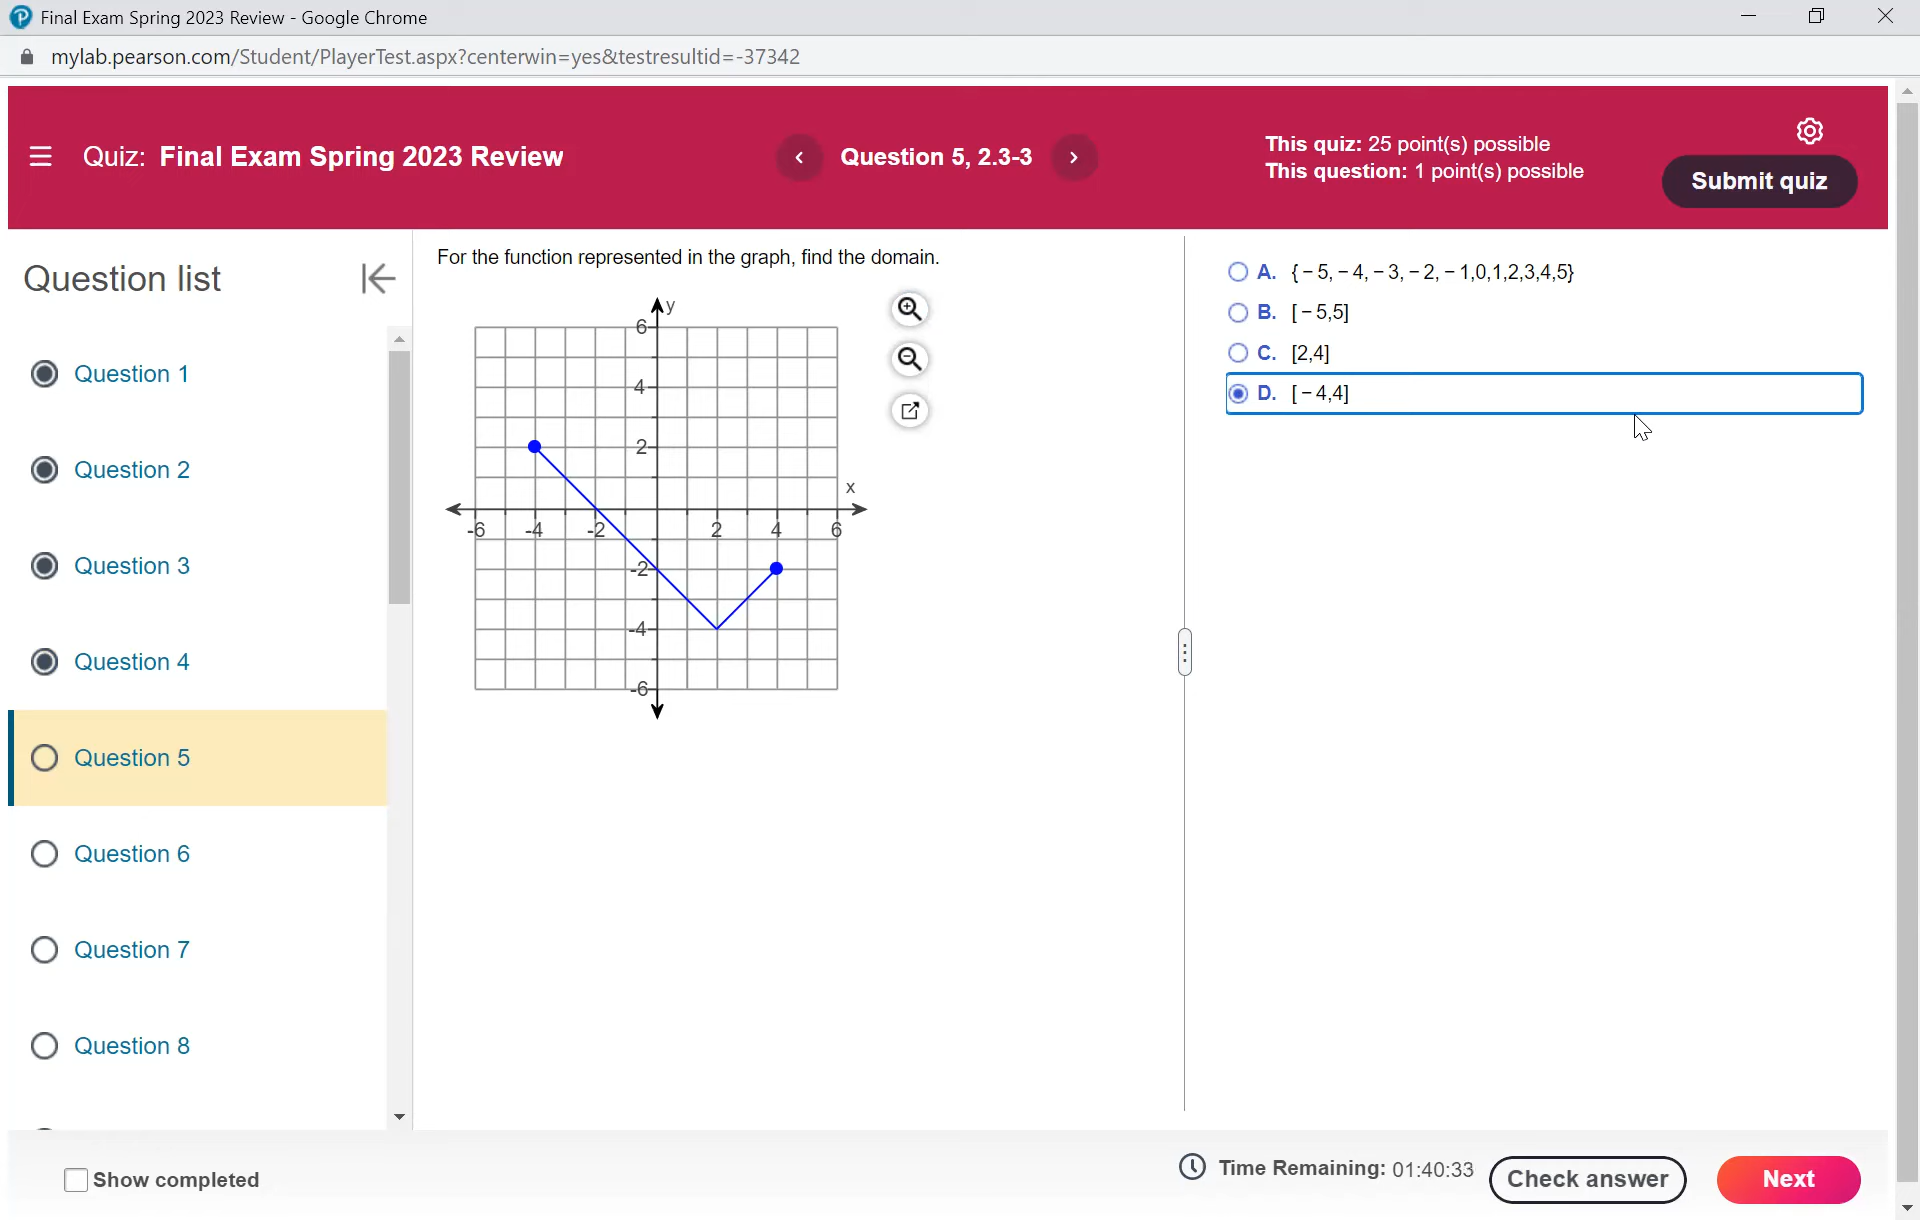 Final Exam Spring 2023 Review - Google Chrome
mylab.pearson.com/Student/PlayerTest.aspx?centerwin=yes&testresultid=-37342
Quiz: Final Exam Spring 2023 Review
Question 5, 2.3-3
This quiz: 25 point(s) possible
This question: 1 point(s) possible
Submit quiz
Question list
Question 1
Question 2
Question 3
Question 4
Question 5
Question 6
Question 7
Question 8
For the function represented in the graph, find the domain.
y
6
4
2
x
-6 -4 -2 2 4 6
-2
-4
-6
A. {-5,-4,-3,-2,-1,0,1,2,3,4,5}
B. [-5,5]
C. [2,4]
D. [-4,4]
Show completed
Time Remaining: 01:40:33
Check answer
Next